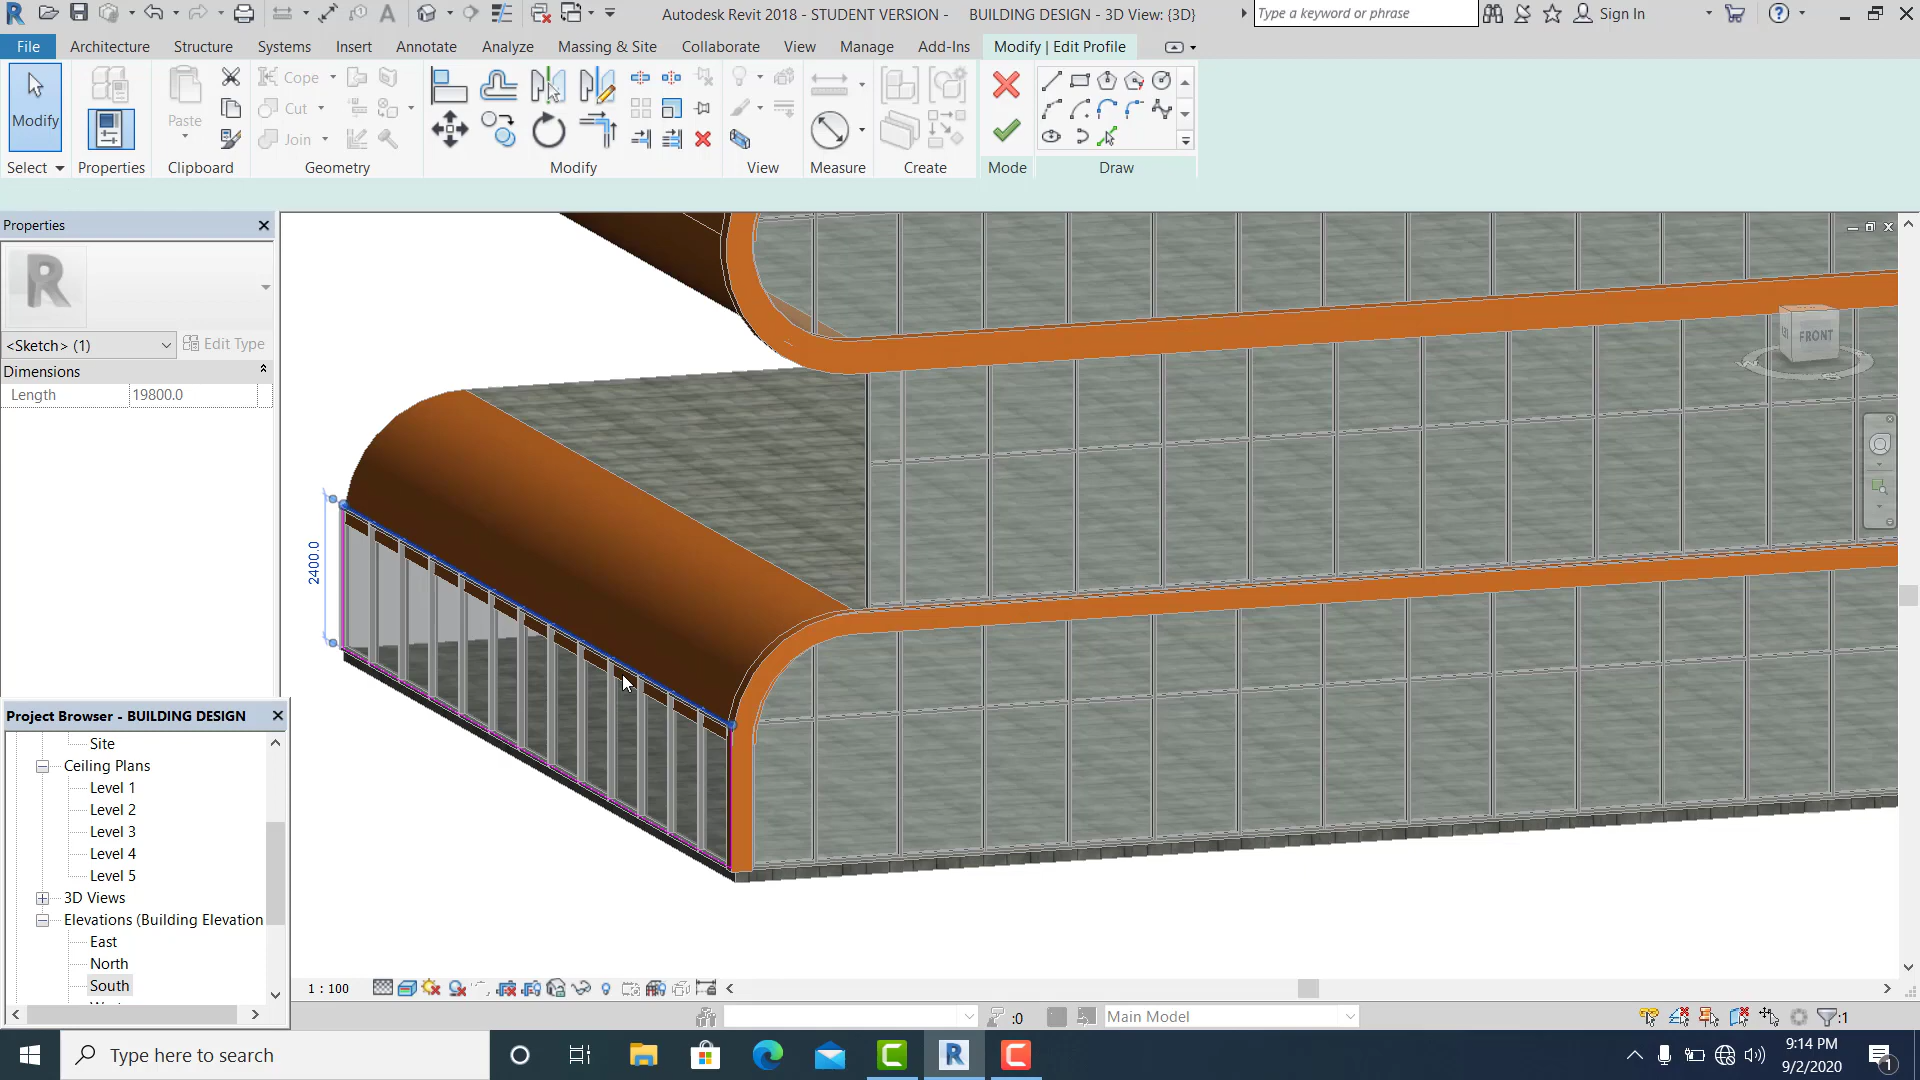 Autodesk Revit 2018 - STUDENT VERSION - BUILDING DESIGN - 3D View: {3D}
Type a keyword or phrase
Sign In
File Architecture Structure Systems Insert Annotate Analyze Massing & Site Collaborate View Manage Add-Ins Modify | Edit Profile
Modify
Paste
Cope
Cut
Join
Select Properties Clipboard Geometry Modify View Measure Create Mode Draw
Properties
R
<Sketch> (1)
Edit Type
Dimensions
Length 19800.0
FRONT
2400.0
Project Browser - BUILDING DESIGN
Site
Ceiling Plans
Level 1
Level 2
Level 3
Level 4
Level 5
3D Views
Elevations (Building Elevation
East
North
South
1 : 100
:0
Main Model
:1
Type here to search
9:14 PM
9/2/2020
1